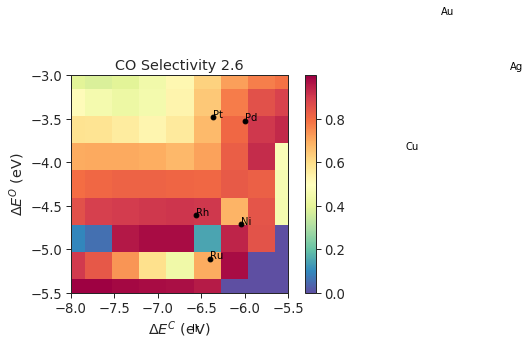 Au
Ag
CO Selectivity 2.6
−3.0
−3.5
−4.0
−4.5
−5.0
−5.5
ΔE^O (eV)
Pt
Pd
Cu
Rh
Ni
Ru
0.8
0.6
0.4
0.2
0.0
−8.0 −7.5 −7.0 −6.5 −6.0 −5.5
ΔE^C (eV)
Ir